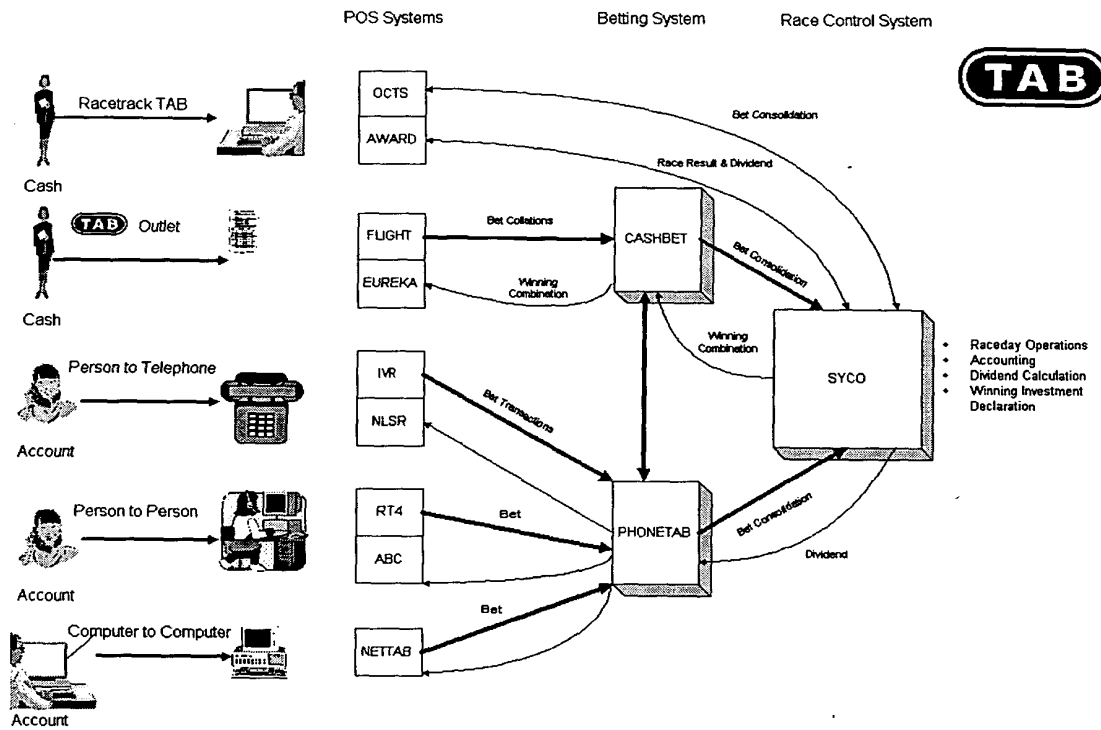 POS Systems
Betting System
Race Control System
TAB
Racetrack TAB
Cash
OCTS
AWARD
Bet Consolidation
Race Result & Dividend
TAB
Outlet
Cash
FLIGHT
EUREKA
Bet Collations
Winning
Combination
CASHBET
Bet Consolidation
Winning
Combination
SYCO
Raceday Operations
Accounting
Dividend Calculation
Winning Investment
Declaration
Person to Telephone
Account
IVR
NLSR
Bet Transactions
Person to Person
Account
RT4
ABC
Bet
PHONETAB
Bet Consolidation
Dividend
Computer to Computer
Account
NETTAB
Bet